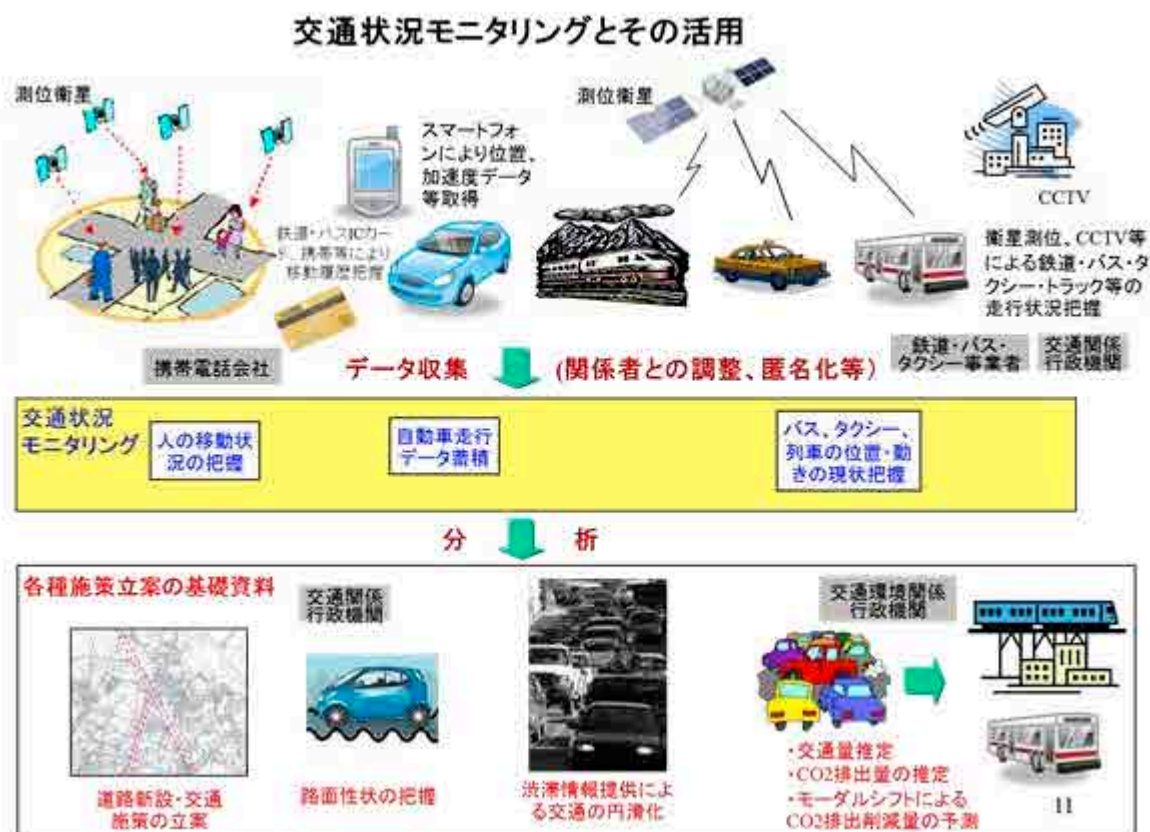 交通状況モニタリングとその活用
測位衛星
スマートフォ
ンにより位置、
加速度データ
等取得
鉄道・バスICカー
ド、携帯等により
移動履歴把握
測位衛星
CCTV
衛星測位、CCTV等
による鉄道・バス・タ
クシー・トラック等の
走行状況把握
携帯電話会社
データ収集
(関係者との調整、匿名化等)
鉄道・バス・
タクシー事業者
交通関係
行政機関
交通状況
モニタリング
人の移動状
況の把握
自動車走行
データ蓄積
バス、タクシー、
列車の位置・動
きの現状把握
分 析
各種施策立案の基礎資料
交通関係
行政機関
交通環境関係
行政機関
道路新設・交通
施策の立案
路面性状の把握
渋滞情報提供によ
る交通の円滑化
・交通量推定
・CO2排出量の推定
・モーダルシフトによる
CO2排出削減量の予測
11